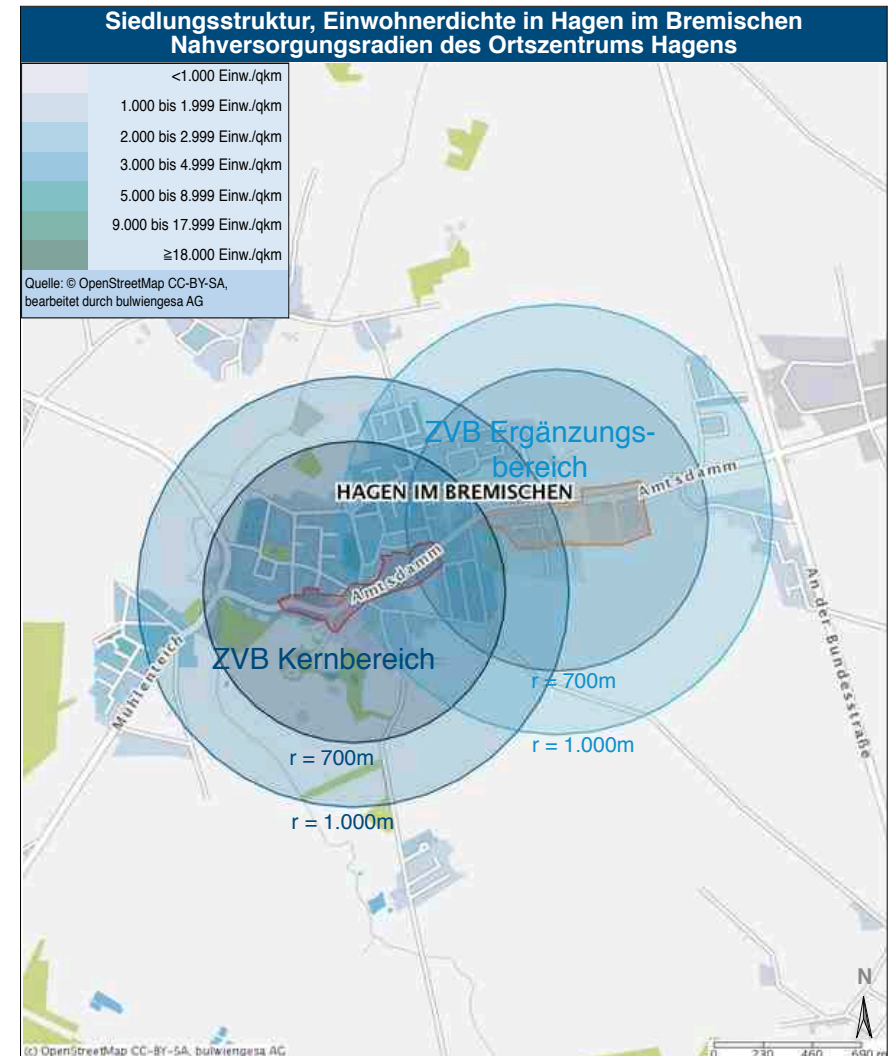 Siedlungsstruktur, Einwohnerdichte in Hagen im Bremischen
Nahversorgungsradien des Ortszentrums Hagens
<1.000 Einw./qkm
1.000 bis 1.999 Einw./qkm
2.000 bis 2.999 Einw./qkm
3.000 bis 4.999 Einw./qkm
5.000 bis 8.999 Einw./qkm
9.000 bis 17.999 Einw./qkm
≧18.000 Einw./qkm
Quelle: © OpenStreetMap CC-BY-SA,
bearbeitet durch bulwiengesa AG
ZVB Ergänzungs-
bereich
HAGEN IM BREMISCHEN
Amtsdamm
Amtsdamm
An der Bundesstraße
Mühlenteich
ZVB Kernbereich
r = 700m
r = 1.000m
r = 700m
r = 1.000m
N
0 230 460 690 m
(c) OpenStreetMap CC-BY-SA, bulwiengesa AG